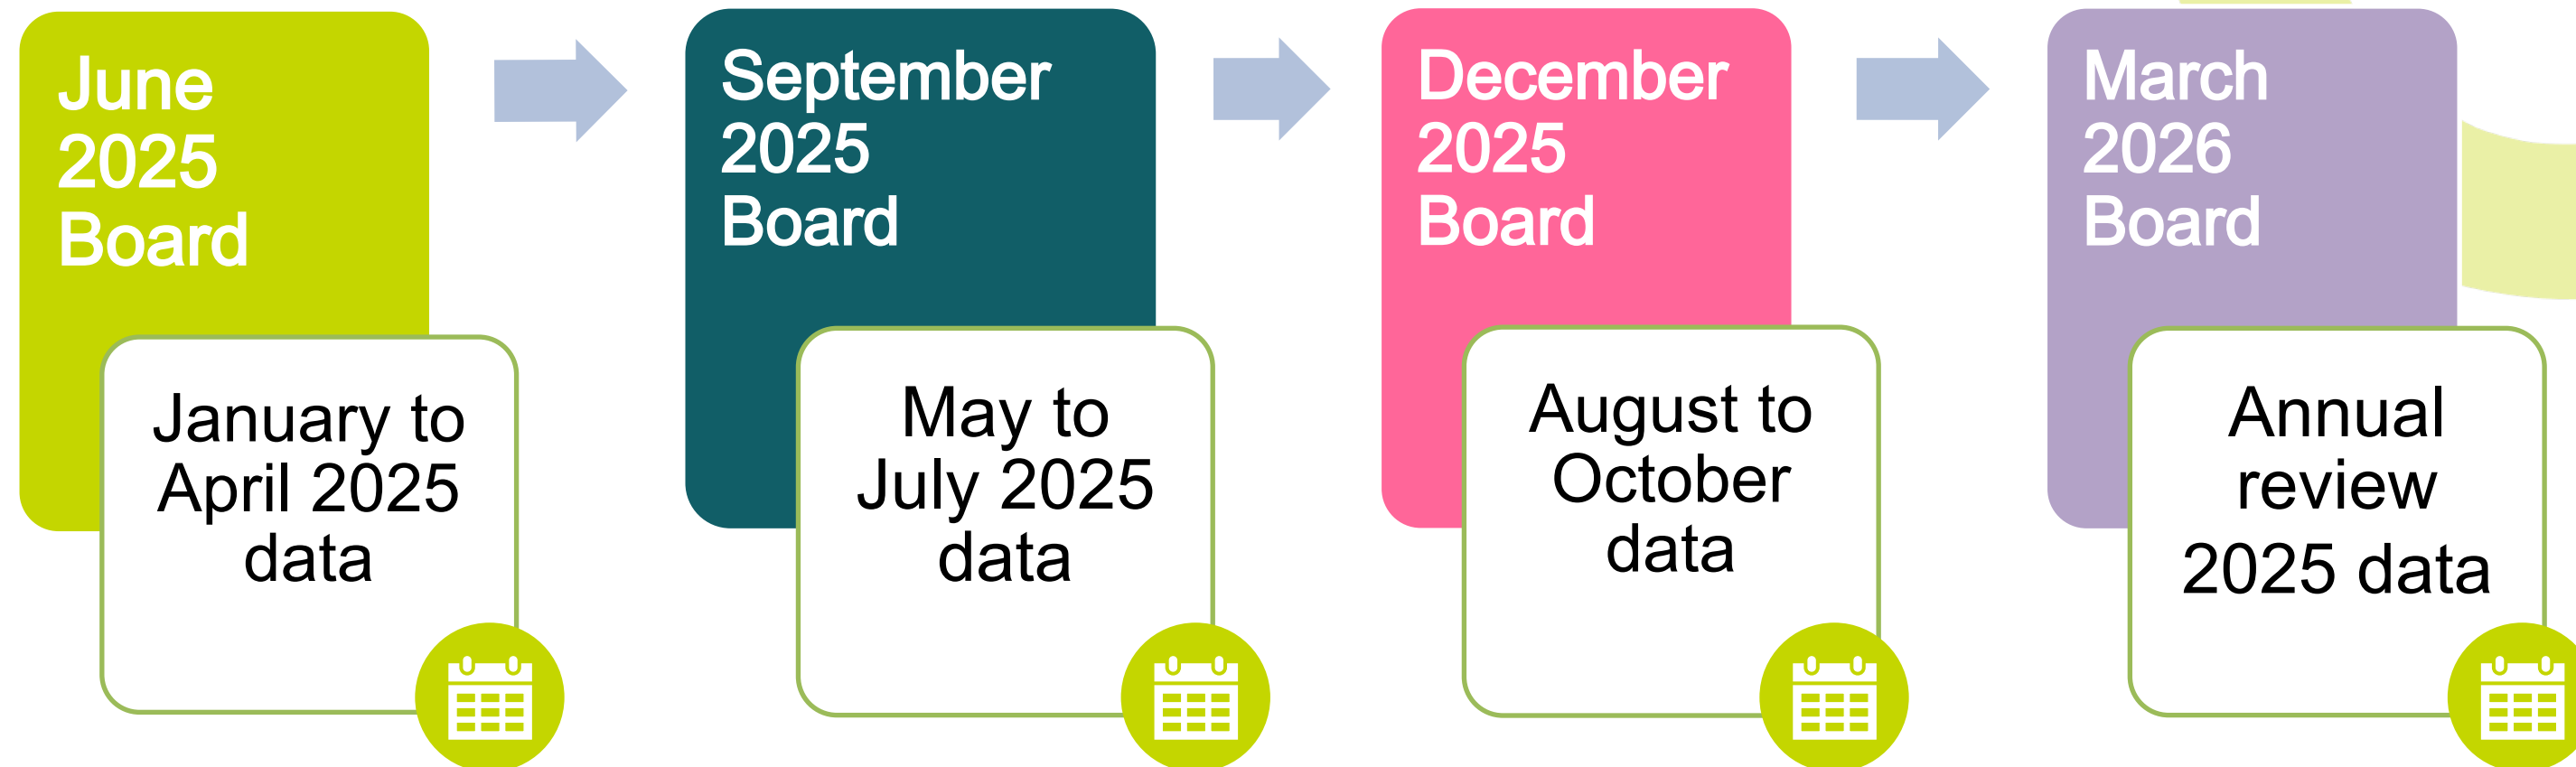 June
2025
Board
January to
April 2025
data
September
2025
Board
May to
July 2025
data
December
2025
Board
August to
October
data
March
2026
Board
Annual
review
2025 data